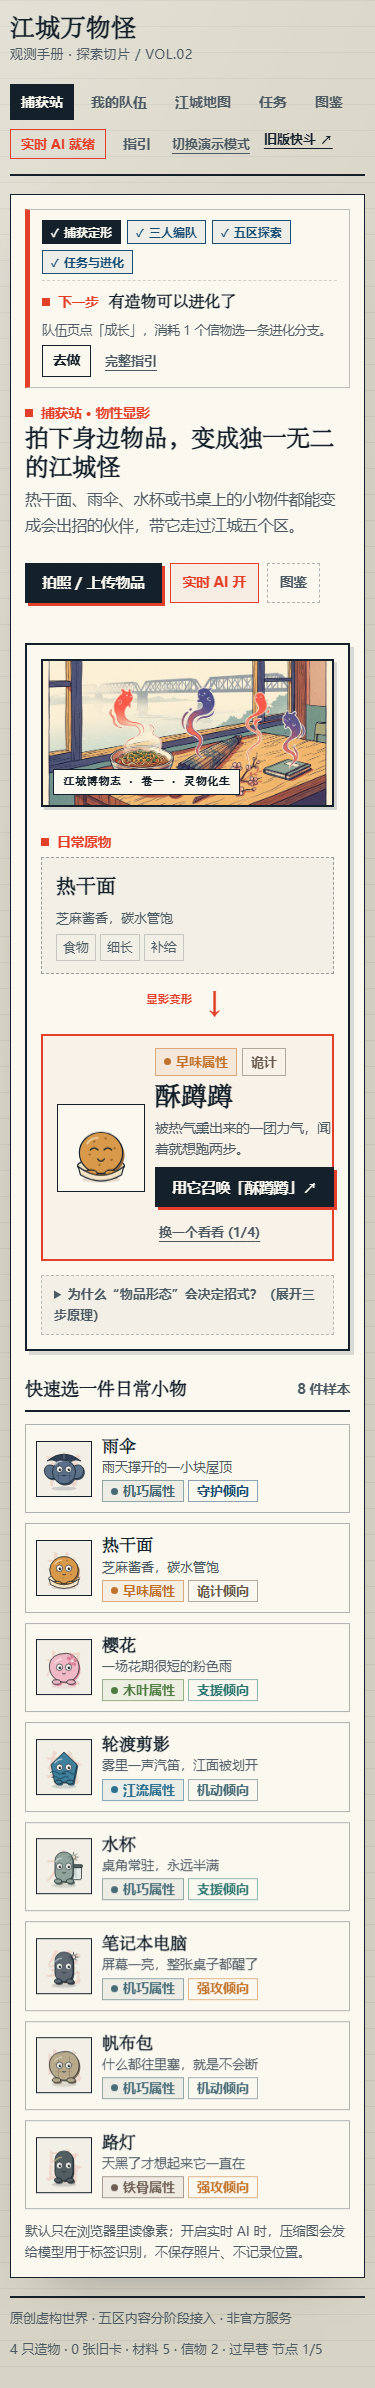 江城万物怪
观测手册 · 探索切片 / VOL.02
捕获站 我的队伍 江城地图 任务 图鉴
实时 AI 就绪 指引 切换演示模式 旧版快斗 ↗
✓ 捕获定形 ✓ 三人编队 ✓ 五区探索
✓ 任务与进化
下一步 有造物可以进化了
队伍页点「成长」，消耗 1 个信物选一条进化分支。
去做 完整指引
捕获站 • 物性显影
拍下身边物品，变成独一无二
的江城怪
热干面、雨伞、水杯或书桌上的小物件都能变
成会出招的伙伴，带它走过江城五个区。
拍照 / 上传物品 实时 AI 开 图鉴
江城博物志 · 卷一 · 灵物化生
日常原物
热干面
芝麻酱香，碳水管饱
食物 细长 补给
显影变形 ↓
早味属性 诡计
酥蹲蹲
被热气熏出来的一团力气，闻
着就想跑两步。
用它召唤「酥蹲蹲」 ↗
换一个看看 (1/4)
▶ 为什么“物品形态”会决定招式？（展开三
步原理）
快速选一件日常小物 8 件样本
雨伞
雨天撑开的一小块屋顶
机巧属性 守护倾向
热干面
芝麻酱香，碳水管饱
早味属性 诡计倾向
樱花
一场花期很短的粉色雨
木叶属性 支援倾向
轮渡剪影
雾里一声汽笛，江面被划开
江流属性 机动倾向
水杯
桌角常驻，永远半满
机巧属性 支援倾向
笔记本电脑
屏幕一亮，整张桌子都醒了
机巧属性 强攻倾向
帆布包
什么都往里塞，就是不会断
机巧属性 机动倾向
路灯
天黑了才想起来它一直在
铁骨属性 强攻倾向
默认只在浏览器里读像素；开启实时 AI 时，压缩图会发
给模型用于标签识别，不保存照片、不记录位置。
原创虚构世界 · 五区内容分阶段接入 · 非官方服务
4 只造物 · 0 张旧卡 · 材料 5 · 信物 2 · 过早巷 节点 1/5